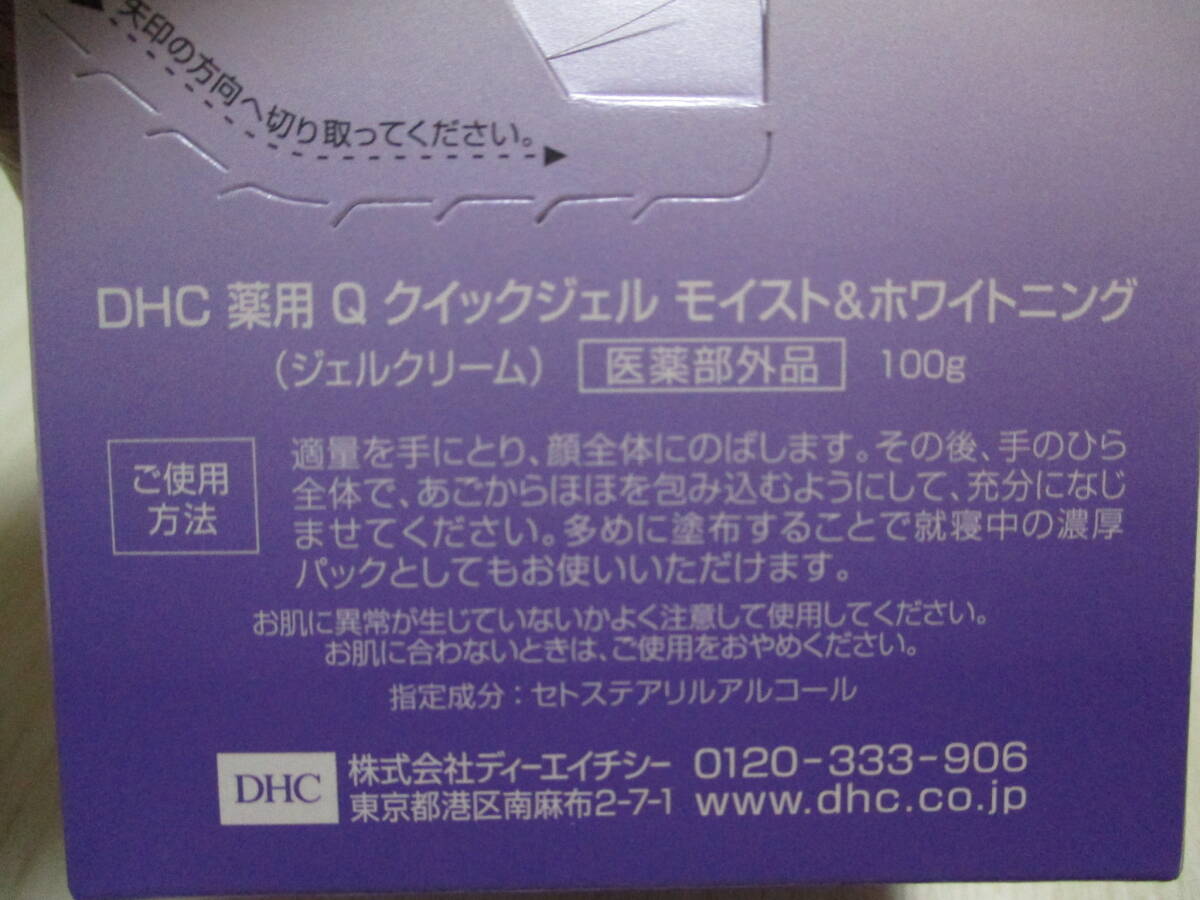 矢印の方向へ切り取ってください。
DHC 薬用 Q クイックジェル モイスト&ホワイトニング
(ジェルクリーム) 医薬部外品 100g
ご使用
方法
適量を手にとり、顔全体にのばします。その後、手のひら
全体で、あごからほほを包み込むようにして、充分になじ
ませてください。多めに塗布することで就寝中の濃厚
パックとしてもお使いいただけます。
お肌に異常が生じていないかよく注意して使用してください。
お肌に合わないときは、ご使用をおやめください。
指定成分:セトステアリルアルコール
DHC
株式会社ディーエイチシー 0120-333-906
東京都港区南麻布2-7-1 www.dhc.co.jp